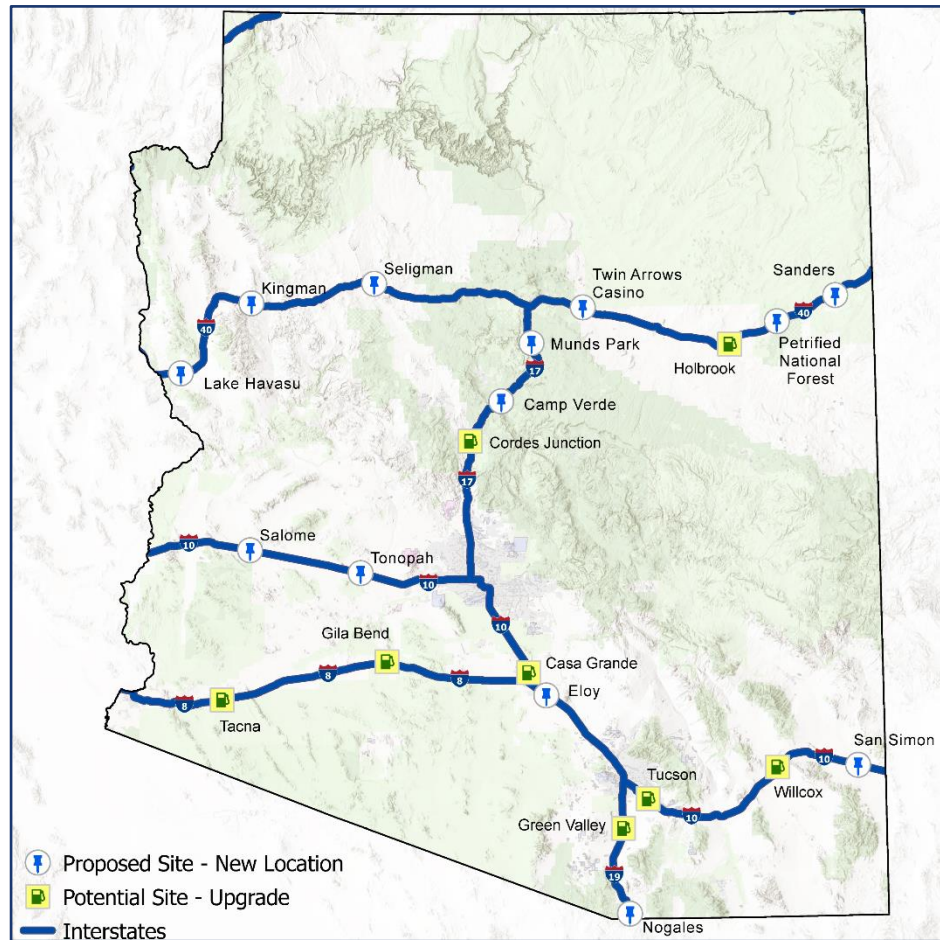 Seligman
Kingman
Twin Arrows
Casino
Sanders
40
40
Munds Park
Holbrook
Petrified
National
Forest
17
Lake Havasu
Camp Verde
Cordes Junction
17
Salome
10
Tonopah
10
10
Gila Bend
Casa Grande
8
8
Eloy
8
Tacna
San Simon
10
Tucson
Willcox
10
Green Valley
19
Nogales
Proposed Site - New Location
Potential Site - Upgrade
Interstates